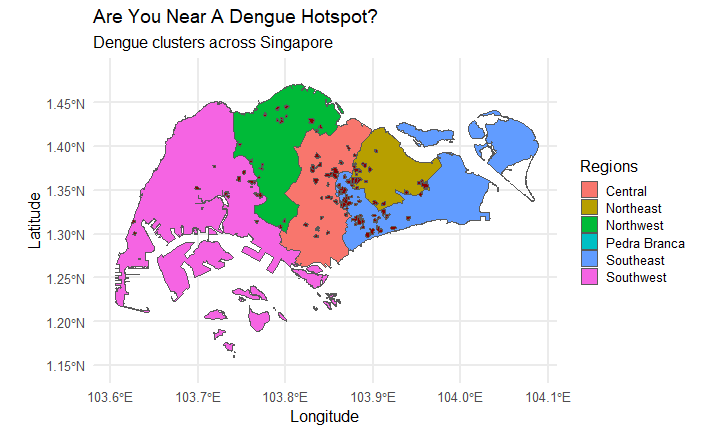 Are You Near A Dengue Hotspot?
Dengue clusters across Singapore
1.45°N
1.40°N
1.35°N
1.30°N
1.25°N
1.20°N
1.15°N
Latitude
103.6°E 103.7°E 103.8°E 103.9°E 104.0°E 104.1°E
Longitude
Regions
Central
Northeast
Northwest
Pedra Branca
Southeast
Southwest